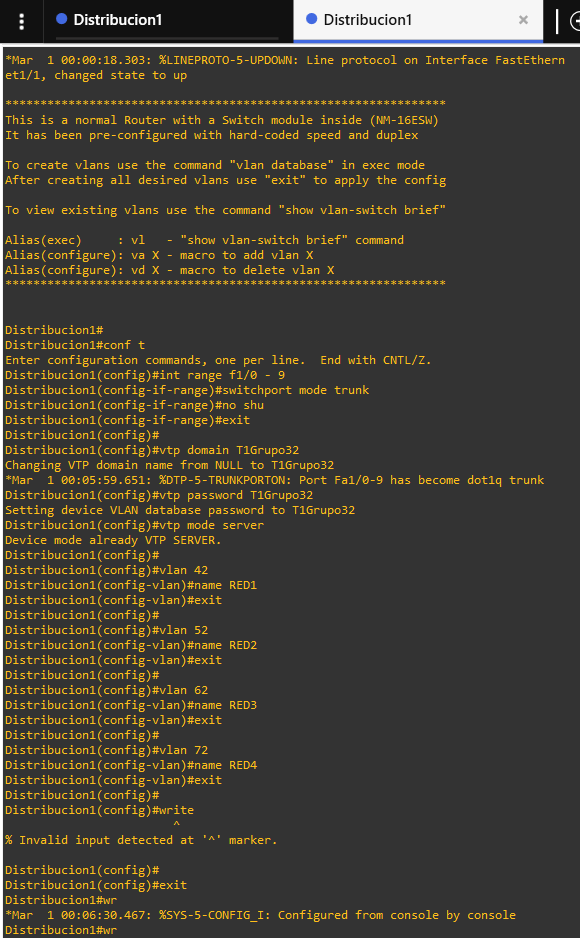 Distribucion1
Distribucion1
*Mar  1 00:00:18.303: %LINEPROTO-5-UPDOWN: Line protocol on Interface FastEthern
et1/1, changed state to up
***************************************************************
This is a normal Router with a Switch module inside (NM-16ESW)
It has been pre-configured with hard-coded speed and duplex
To create vlans use the command "vlan database" in exec mode
After creating all desired vlans use "exit" to apply the config
To view existing vlans use the command "show vlan-switch brief"
Alias(exec)     : vl   - "show vlan-switch brief" command
Alias(configure): va X - macro to add vlan X
Alias(configure): vd X - macro to delete vlan X
***************************************************************
Distribucion1#
Distribucion1#conf t
Enter configuration commands, one per line.  End with CNTL/Z.
Distribucion1(config)#int range f1/0 - 9
Distribucion1(config-if-range)#switchport mode trunk
Distribucion1(config-if-range)#no shu
Distribucion1(config-if-range)#exit
Distribucion1(config)#
Distribucion1(config)#vtp domain T1Grupo32
Changing VTP domain name from NULL to T1Grupo32
*Mar  1 00:05:59.651: %DTP-5-TRUNKPORTON: Port Fa1/0-9 has become dot1q trunk
Distribucion1(config)#vtp password T1Grupo32
Setting device VLAN database password to T1Grupo32
Distribucion1(config)#vtp mode server
Device mode already VTP SERVER.
Distribucion1(config)#
Distribucion1(config)#vlan 42
Distribucion1(config-vlan)#name RED1
Distribucion1(config-vlan)#exit
Distribucion1(config)#
Distribucion1(config)#vlan 52
Distribucion1(config-vlan)#name RED2
Distribucion1(config-vlan)#exit
Distribucion1(config)#
Distribucion1(config)#vlan 62
Distribucion1(config-vlan)#name RED3
Distribucion1(config-vlan)#exit
Distribucion1(config)#
Distribucion1(config)#vlan 72
Distribucion1(config-vlan)#name RED4
Distribucion1(config-vlan)#exit
Distribucion1(config)#
Distribucion1(config)#write
                        ^
% Invalid input detected at '^' marker.
Distribucion1(config)#
Distribucion1(config)#exit
Distribucion1#wr
*Mar  1 00:06:30.467: %SYS-5-CONFIG_I: Configured from console by console
Distribucion1#wr